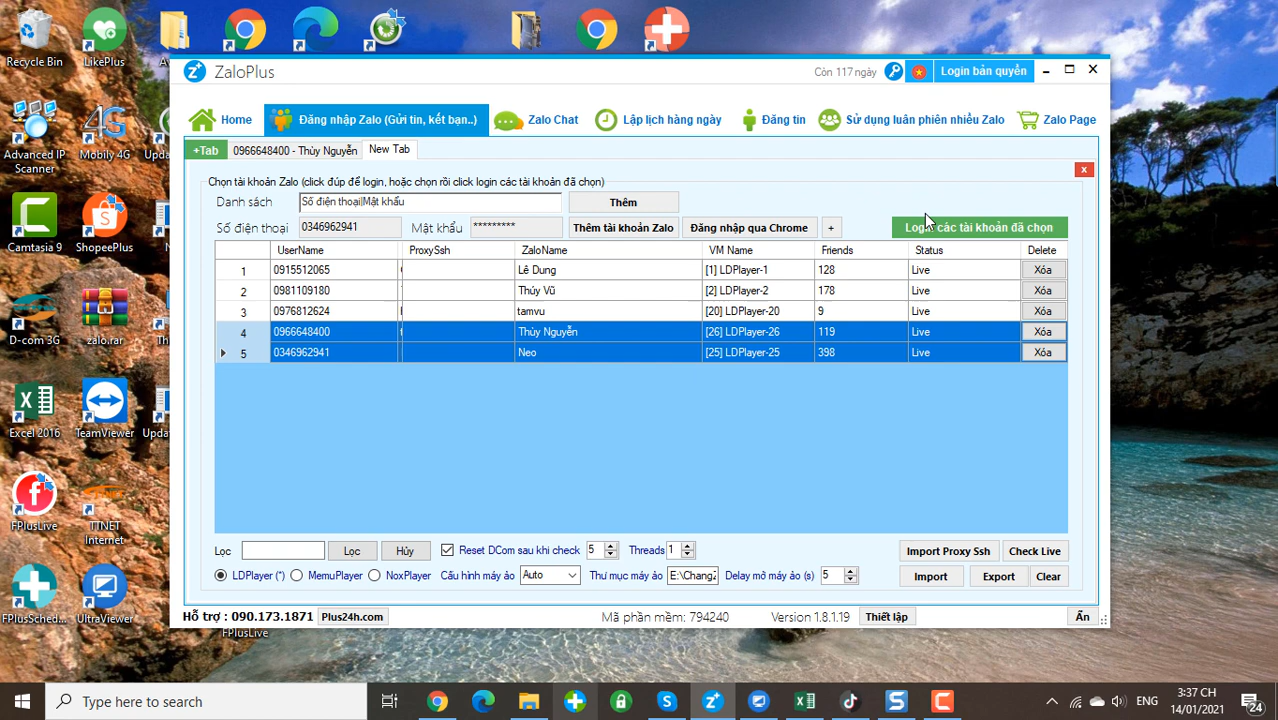 ZaloPlus
Còn 117 ngày
Login bản quyền
Home
Đăng nhập Zalo (Gửi tin, kết bạn..)
Zalo Chat
Lập lịch hàng ngày
Đăng tin
Sử dụng luân phiên nhiều Zalo
Zalo Page
+Tab
0966648400 - Thủy Nguyễn
New Tab
x
Chọn tài khoản Zalo (click đúp để login, hoặc chọn rồi click login các tài khoản đã chọn)
Danh sách
Số điện thoại|Mật khẩu
Thêm
Số điện thoại
0346962941
Mật khẩu
*********
Thêm tài khoản Zalo
Đăng nhập qua Chrome
+
Login các tài khoản đã chọn
UserName ProxySsh ZaloName VM Name Friends Status Delete
1 0915512065 Lê Dung [1] LDPlayer-1 128 Live Xóa
2 0981109180 Thúy Vũ [2] LDPlayer-2 178 Live Xóa
3 0976812624 tamvu [20] LDPlayer-20 9 Live Xóa
4 0966648400 Thủy Nguyễn [26] LDPlayer-26 119 Live Xóa
5 0346962941 Neo [25] LDPlayer-25 398 Live Xóa
Lọc
Lọc
Hủy
Reset DCom sau khi check
5
Threads
1
Import Proxy Ssh
Check Live
LDPlayer (*)
MemuPlayer
NoxPlayer
Cấu hình máy ảo
Auto
Thư mục máy ảo
E:\Chang
Delay mở máy ảo (s)
5
Import
Export
Clear
Hỗ trợ : 090.173.1871
Plus24h.com
Mã phần mềm: 794240
Version 1.8.1.19
Thiết lập
Ẩn
Recycle Bin
LikePlus
Advanced IP Scanner
Mobily 4G
Upda
Camtasia 9
ShopeePlus
D-com 3G
zalo.rar
Th
Excel 2016
TeamViewer
Updat
FPlusLive
TTNET Internet
FPlusSched...
UltraViewer
FPlusLive
Type here to search
ENG
3:37 CH
14/01/2021
24